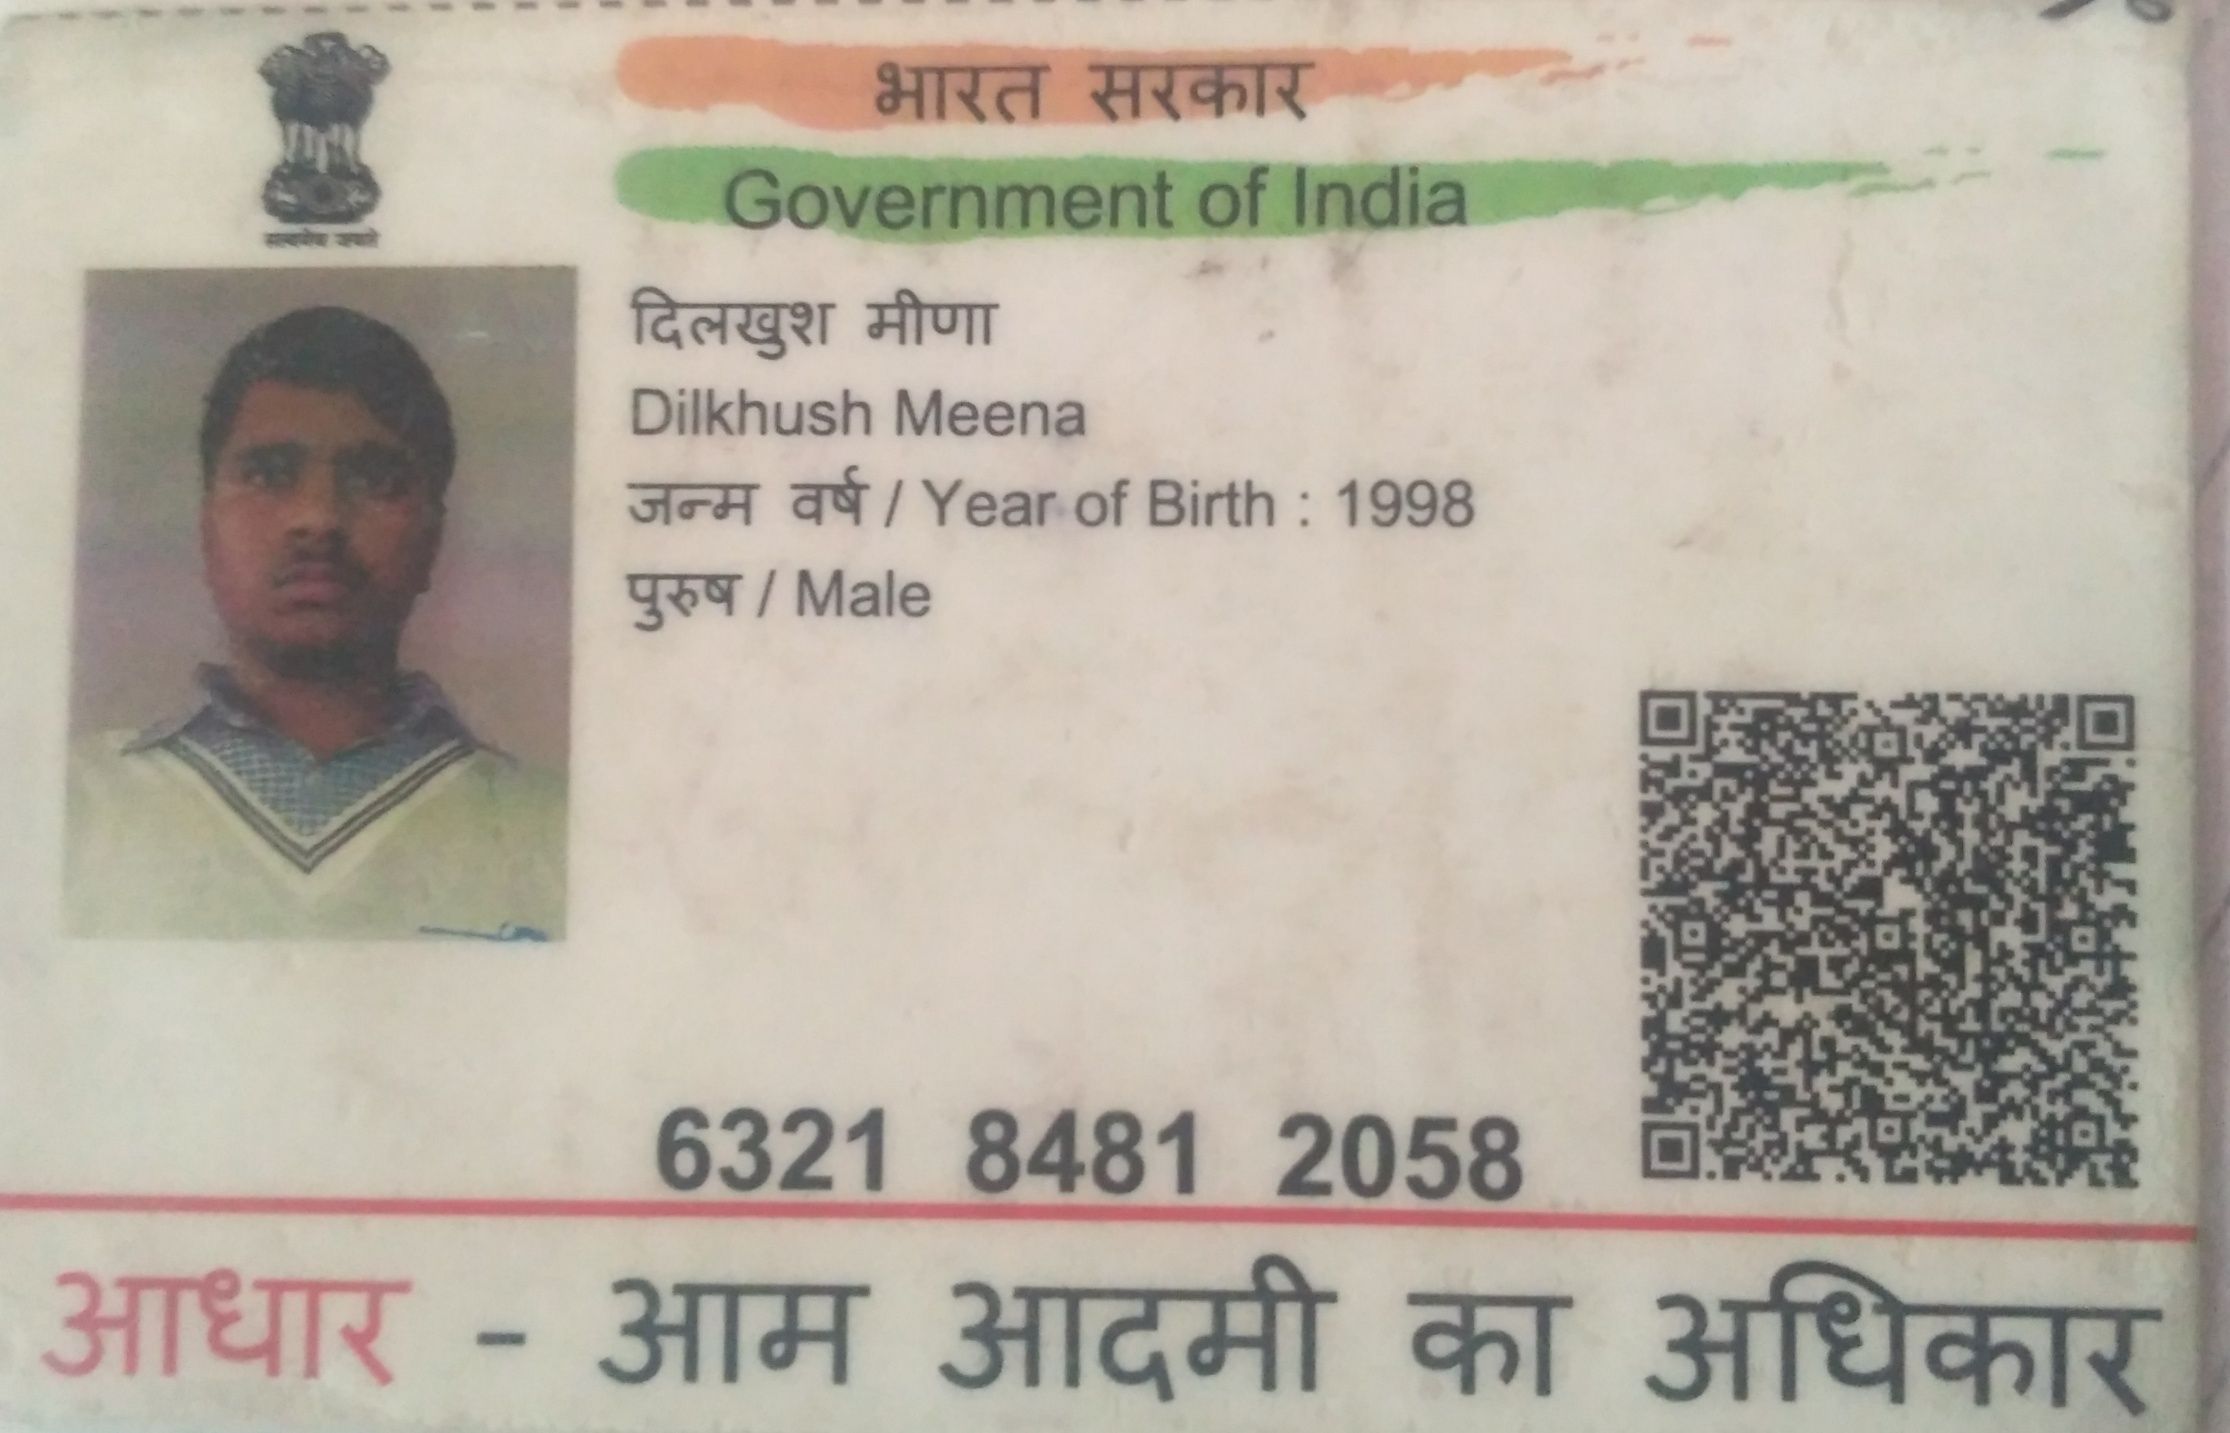 भारत सरकार
Government of India
सत्यमेव जयते
दिलखुश मीणा
Dilkhush Meena
जन्म वर्ष / Year of Birth : 1998
पुरुष / Male
6321 8481 2058
आधार - आम आदमी का अधिकार